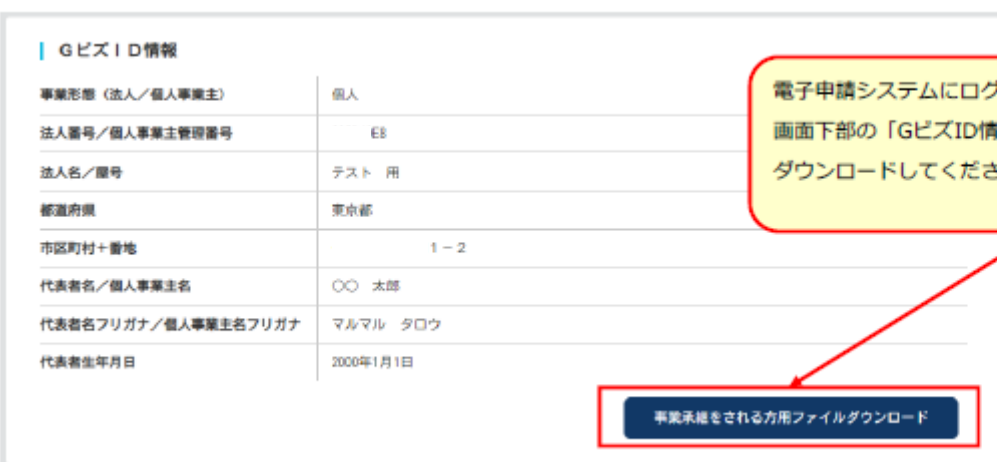 GビズID情報
事業形態（法人／個人事業主） 個人
法人番号／個人事業主管理番号 E8
法人名／屋号 テスト 用
都道府県 東京都
市区町村＋番地 1－2
代表者名／個人事業主名 〇〇 太郎
代表者名フリガナ／個人事業主名フリガナ マルマル タロウ
代表者生年月日 2000年1月1日
電子申請システムにログ
画面下部の「GビズID情
ダウンロードしてくださ
事業承継をされる方用ファイルダウンロード